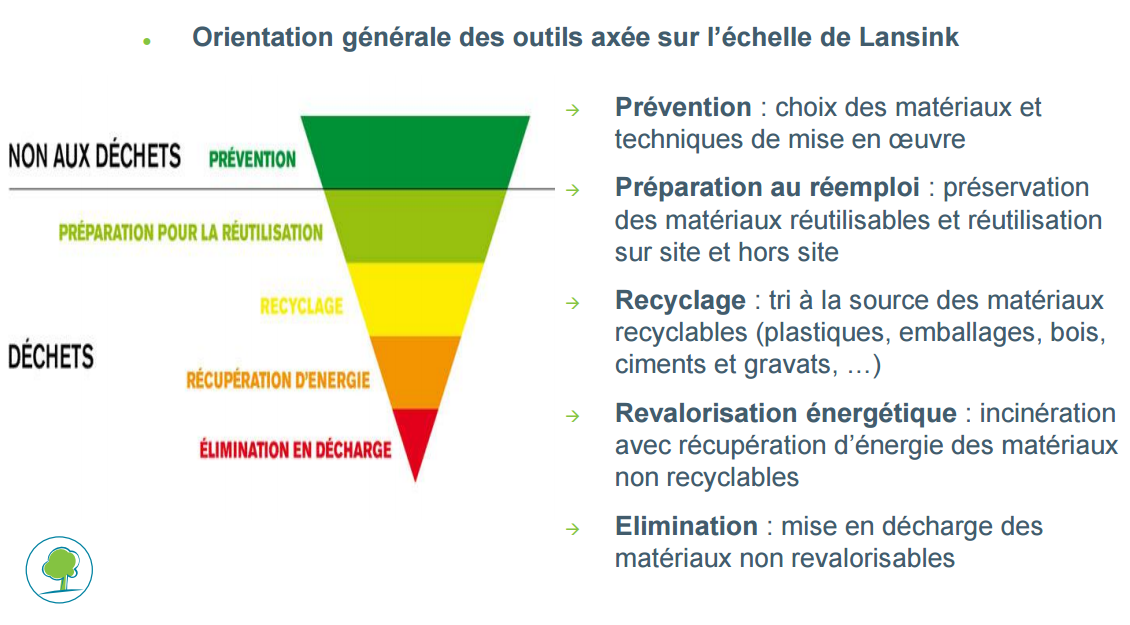 • Orientation générale des outils axée sur l’échelle de Lansink
NON AUX DÉCHETS
PRÉVENTION
PRÉPARATION POUR LA RÉUTILISATION
RECYCLAGE
DÉCHETS
RÉCUPÉRATION D’ENERGIE
ÉLIMINATION EN DÉCHARGE
→ Prévention : choix des matériaux et
techniques de mise en œuvre
→ Préparation au réemploi : préservation
des matériaux réutilisables et réutilisation
sur site et hors site
→ Recyclage : tri à la source des matériaux
recyclables (plastiques, emballages, bois,
ciments et gravats, …)
→ Revalorisation énergétique : incinération
avec récupération d’énergie des matériaux
non recyclables
→ Elimination : mise en décharge des
matériaux non revalorisables